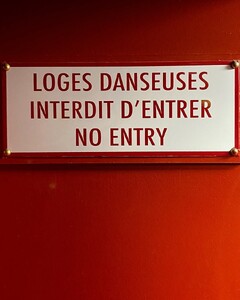 LOGES DANSEUSES
INTERDIT D'ENTRER
NO ENTRY